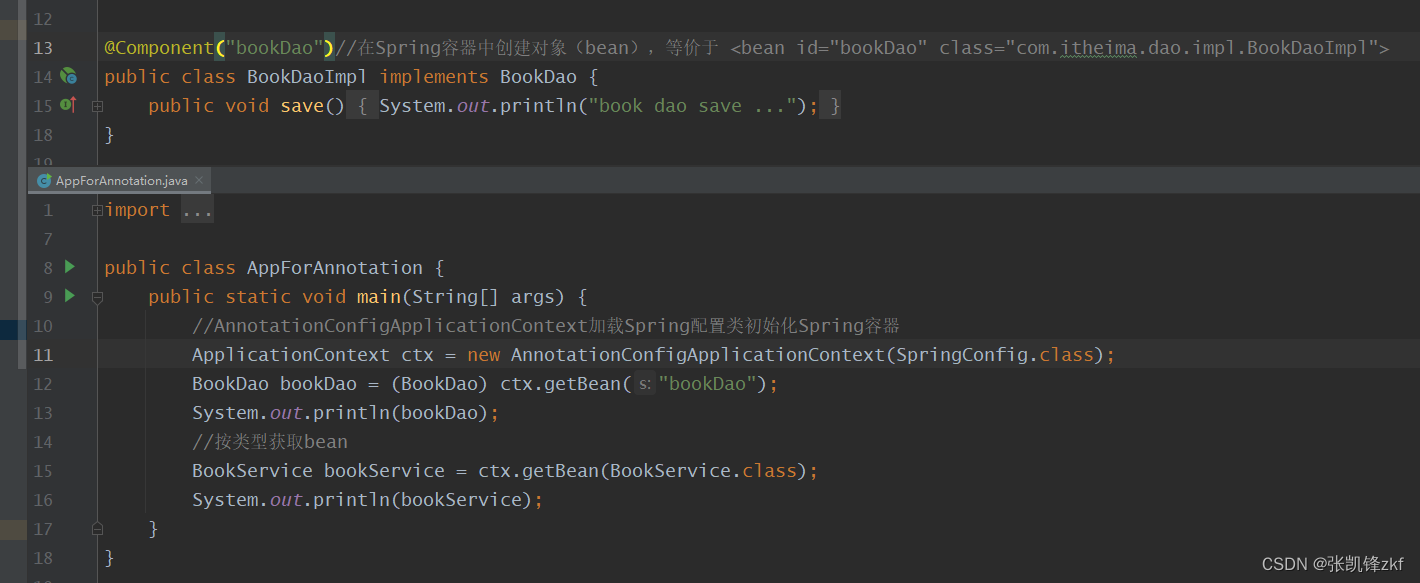 12
13 @Component("bookDao")//在Spring容器中创建对象（bean），等价于 <bean id="bookDao" class="com.itheima.dao.impl.BookDaoImpl">
14 public class BookDaoImpl implements BookDao {
15 public void save() { System.out.println("book dao save ..."); }
18 }
19
AppForAnnotation.java
1 import ...
7
8 public class AppForAnnotation {
9 public static void main(String[] args) {
10 //AnnotationConfigApplicationContext加载Spring配置类初始化Spring容器
11 ApplicationContext ctx = new AnnotationConfigApplicationContext(SpringConfig.class);
12 BookDao bookDao = (BookDao) ctx.getBean( s: "bookDao");
13 System.out.println(bookDao);
14 //按类型获取bean
15 BookService bookService = ctx.getBean(BookService.class);
16 System.out.println(bookService);
17 }
18 }
CSDN @张凯锋zkf